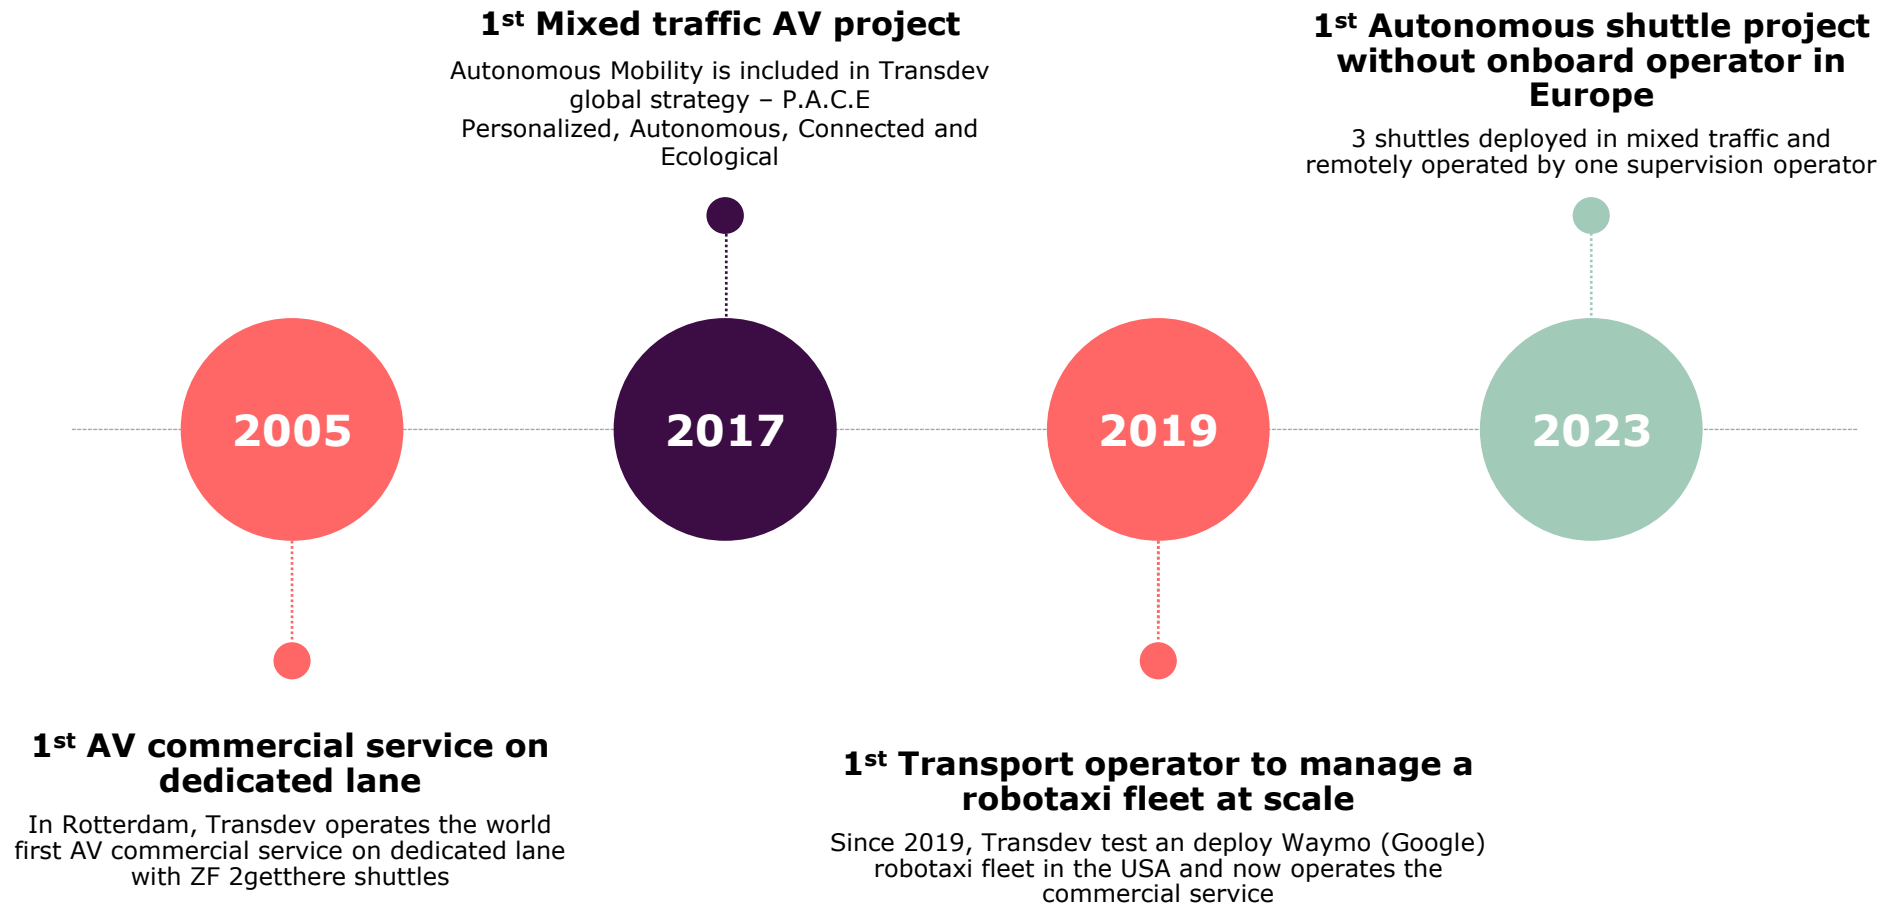 1st Mixed traffic AV project
Autonomous Mobility is included in Transdev
global strategy – P.A.C.E
Personalized, Autonomous, Connected and
Ecological
1st Autonomous shuttle project
without onboard operator in
Europe
3 shuttles deployed in mixed traffic and
remotely operated by one supervision operator
2005
2017
2019
2023
1st AV commercial service on
dedicated lane
In Rotterdam, Transdev operates the world
first AV commercial service on dedicated lane
with ZF 2getthere shuttles
1st Transport operator to manage a
robotaxi fleet at scale
Since 2019, Transdev test an deploy Waymo (Google)
robotaxi fleet in the USA and now operates the
commercial service